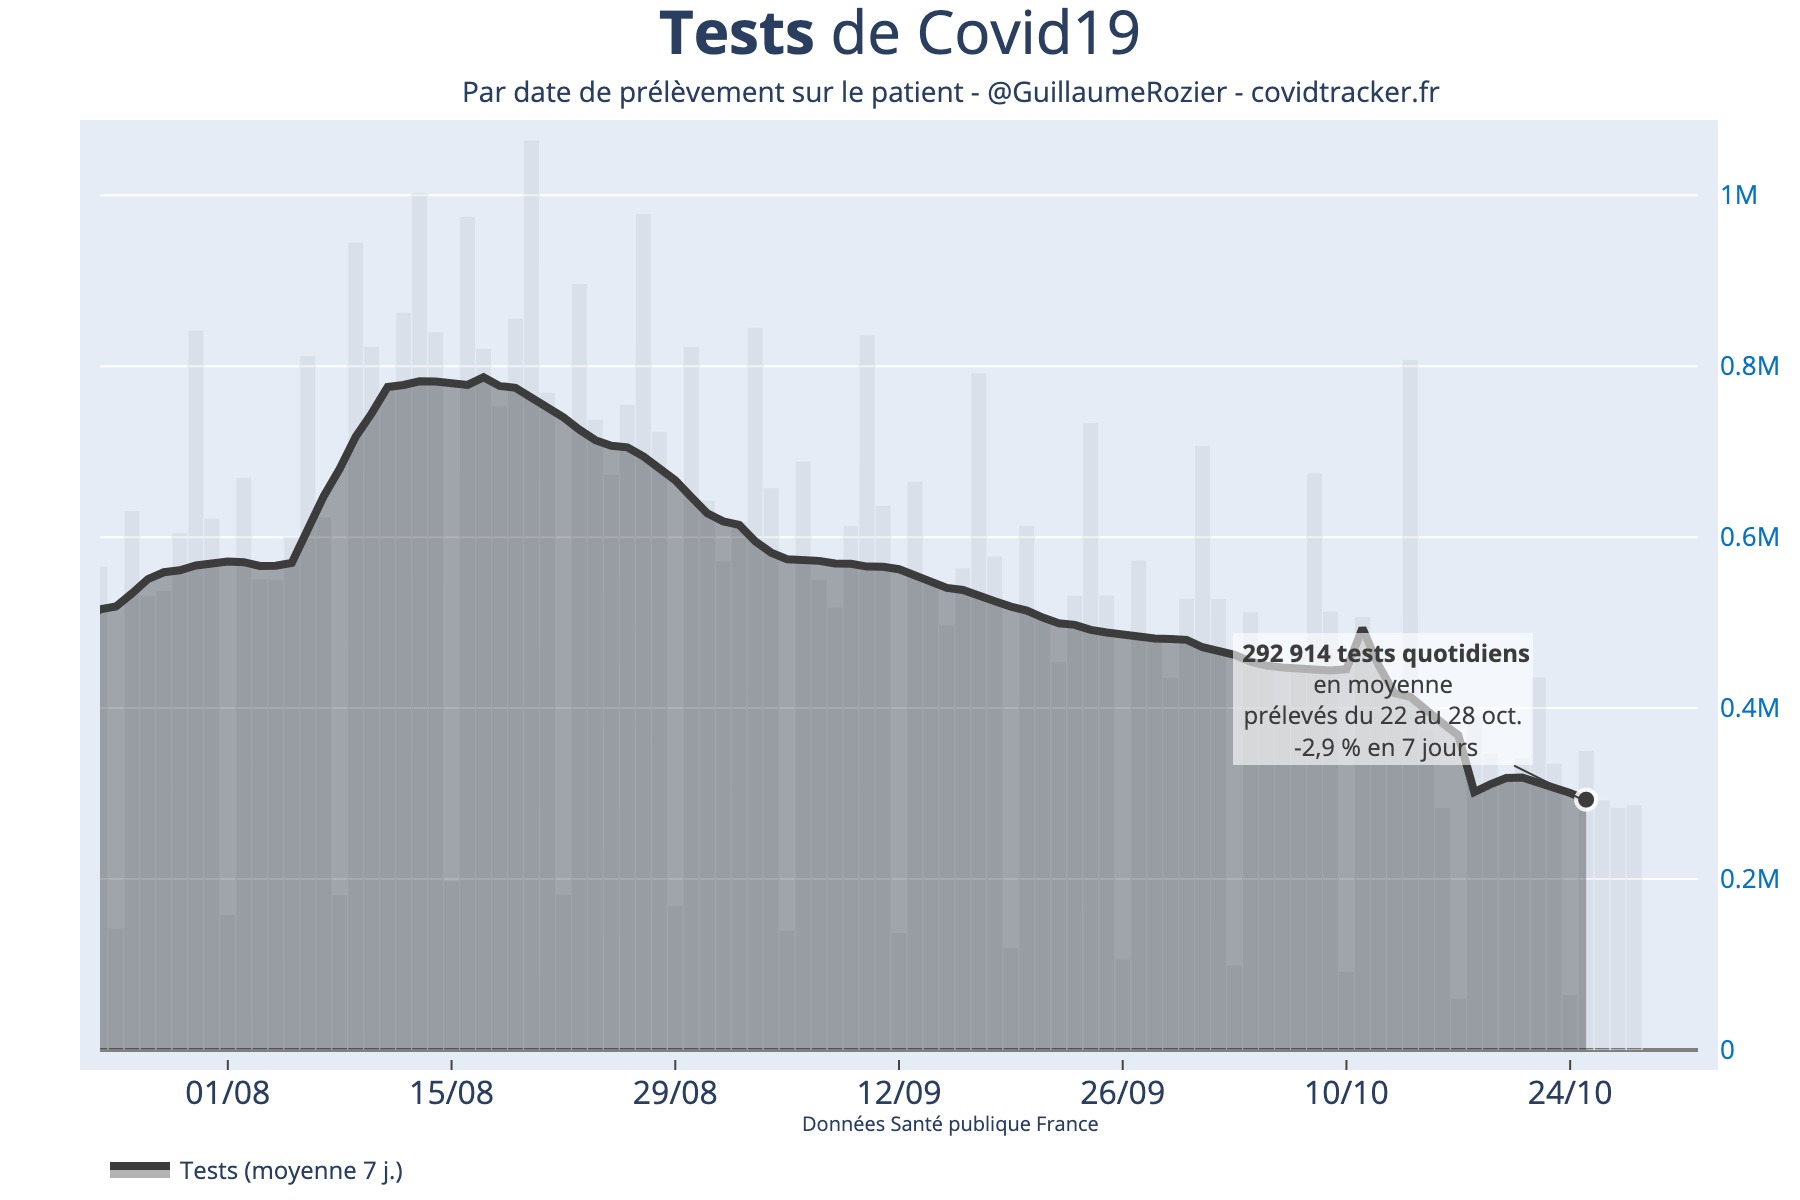 Tests de Covid19
Par date de prélèvement sur le patient - @GuillaumeRozier - covidtracker.fr
1M
0.8M
0.6M
292 914 tests quotidiens
en moyenne
prélevés du 22 au 28 oct.
-2,9 % en 7 jours
0.4M
0.2M
0
01/08 15/08 29/08 12/09 26/09 10/10 24/10
Données Santé publique France
Tests (moyenne 7 j.)